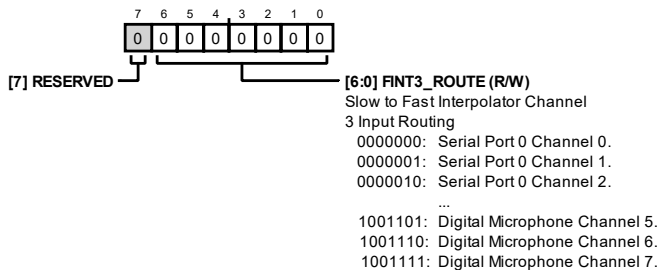 7 6 5 4 3 2 1 0
0 0 0 0 0 0 0 0
[7] RESERVED
[6:0] FINT3_ROUTE (R/W)
Slow to Fast Interpolator Channel
3 Input Routing
0000000: Serial Port 0 Channel 0.
0000001: Serial Port 0 Channel 1.
0000010: Serial Port 0 Channel 2.
...
1001101: Digital Microphone Channel 5.
1001110: Digital Microphone Channel 6.
1001111: Digital Microphone Channel 7.